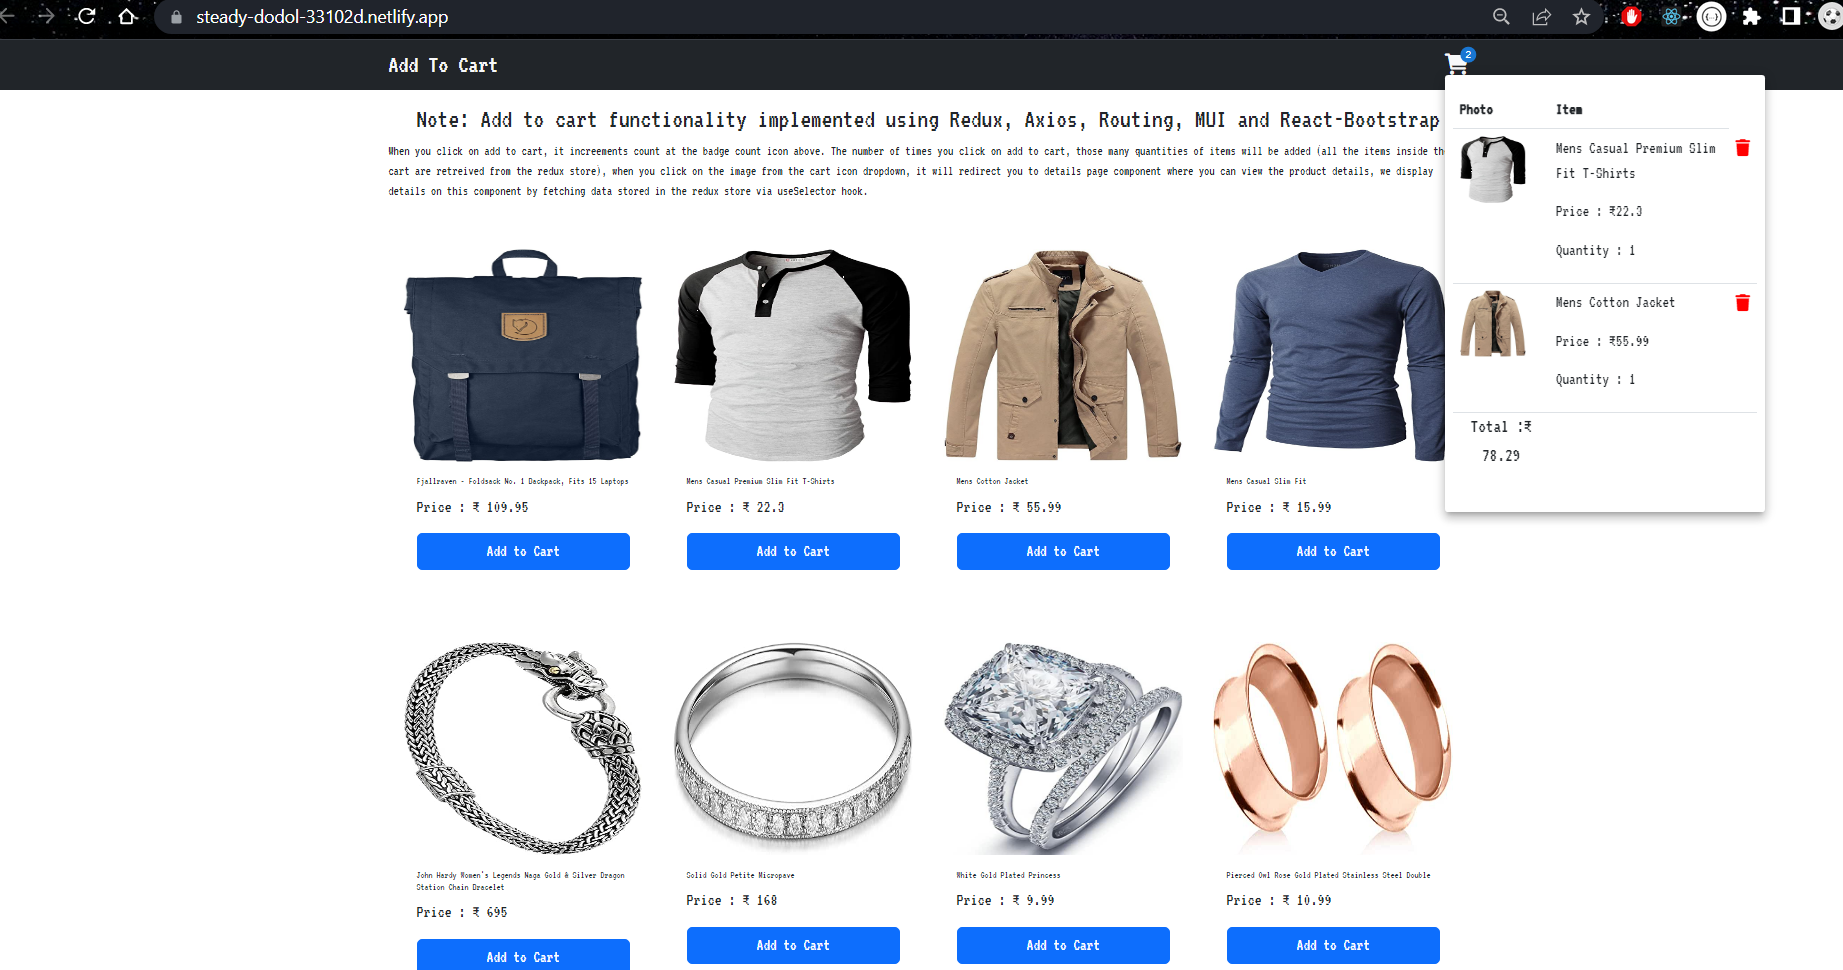 steady-dodol-33102d.netlify.app
Add To Cart
2
Note: Add to cart functionality implemented using Redux, Axios, Routing, MUI and React-Bootstrap
When you click on add to cart, it increements count at the badge count icon above. The number of times you click on add to cart, those many quantities of items will be added (all the items inside th
cart are retreived from the redux store), when you click on the image from the cart icon dropdown, it will redirect you to details page component where you can view the product details, we display
details on this component by fetching data stored in the redux store via useSelector hook.
Photo Item
Mens Casual Premium Slim
Fit T-Shirts
Price : ₹22.3
Quantity : 1
Mens Cotton Jacket
Price : ₹55.99
Quantity : 1
Total :₹
78.29
Fjallraven - Foldsack No. 1 Backpack, Fits 15 Laptops
Price : ₹ 109.95
Add to Cart
Mens Casual Premium Slim Fit T-Shirts
Price : ₹ 22.3
Add to Cart
Mens Cotton Jacket
Price : ₹ 55.99
Add to Cart
Mens Casual Slim Fit
Price : ₹ 15.99
Add to Cart
John Hardy Women's Legends Naga Gold & Silver Dragon
Station Chain Bracelet
Price : ₹ 695
Add to Cart
Solid Gold Petite Micropave
Price : ₹ 168
Add to Cart
White Gold Plated Princess
Price : ₹ 9.99
Add to Cart
Pierced Owl Rose Gold Plated Stainless Steel Double
Price : ₹ 10.99
Add to Cart